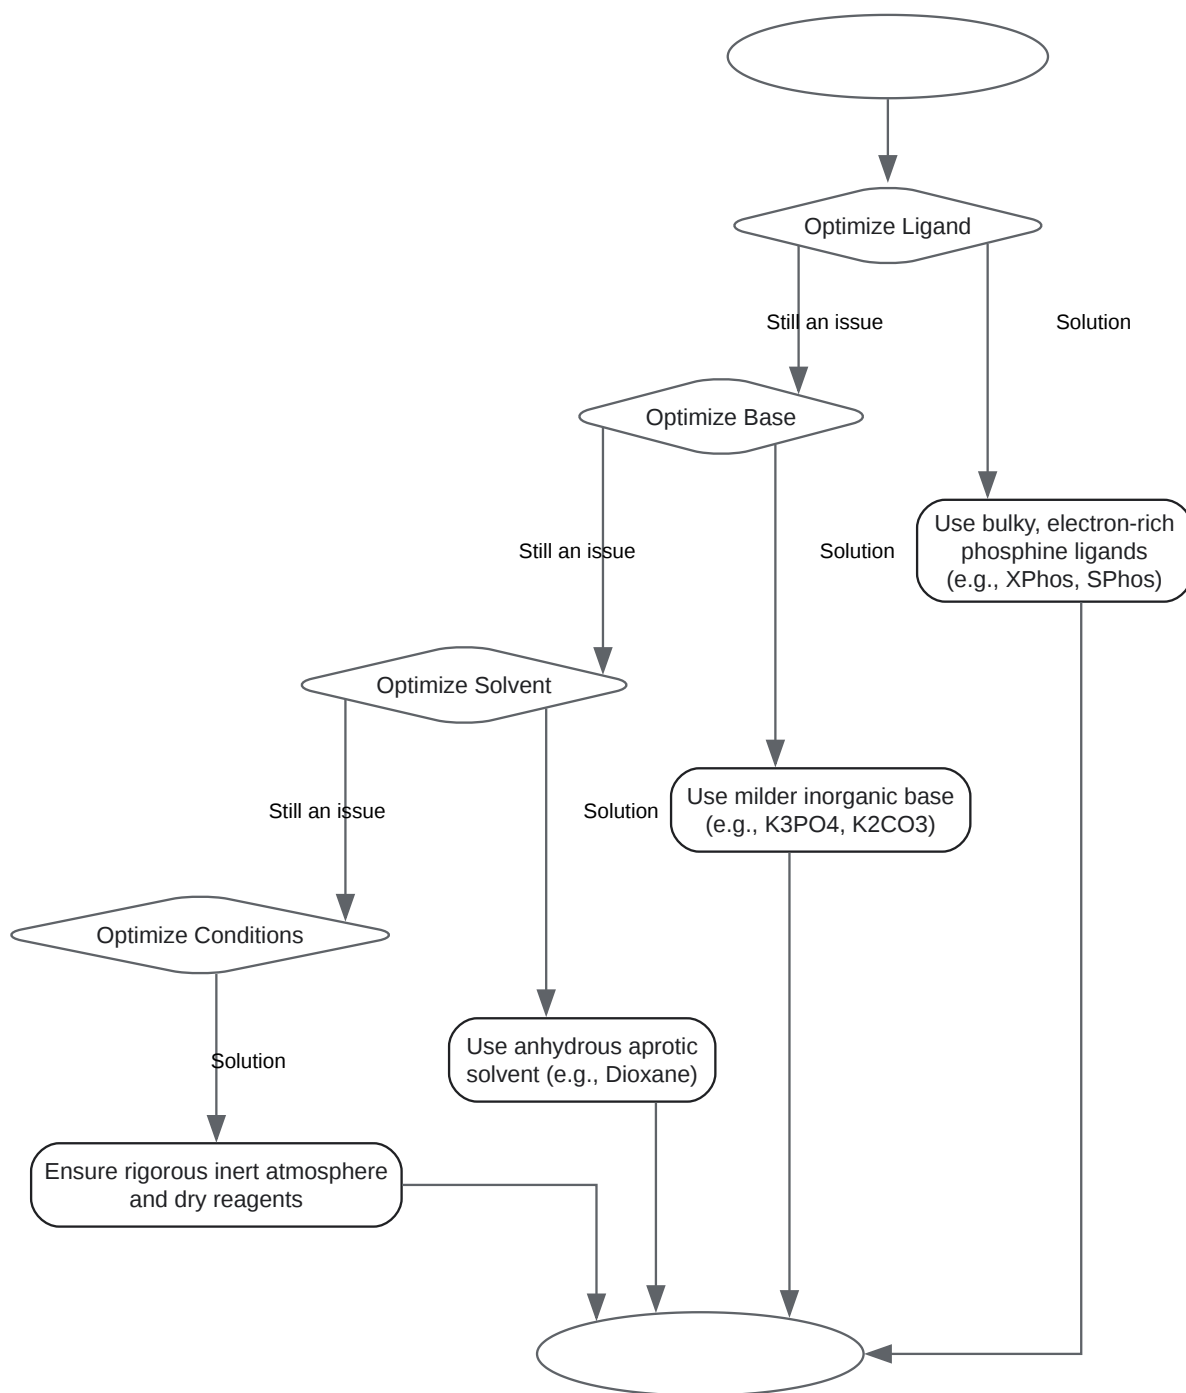 Optimize Ligand
Still an issue
Solution
Optimize Base
Use bulky, electron-rich
phosphine ligands
(e.g., XPhos, SPhos)
Still an issue
Solution
Optimize Solvent
Use milder inorganic base
(e.g., K3PO4, K2CO3)
Still an issue
Solution
Optimize Conditions
Use anhydrous aprotic
solvent (e.g., Dioxane)
Solution
Ensure rigorous inert atmosphere
and dry reagents